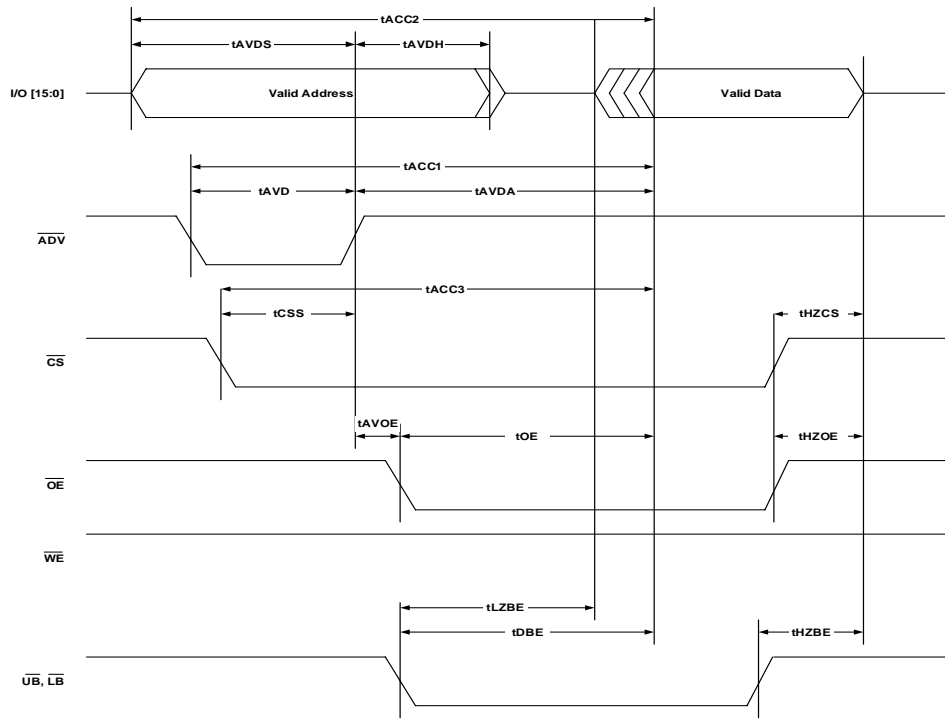 tACC2
tAVDS tAVDH
I/O [15:0] Valid Address Valid Data
tACC1
tAVD tAVDA
ADV
tACC3
tCSS tHZCS
CS
tAVOE
tOE tHZOE
OE
WE
tLZBE
tDBE tHZBE
UB, LB